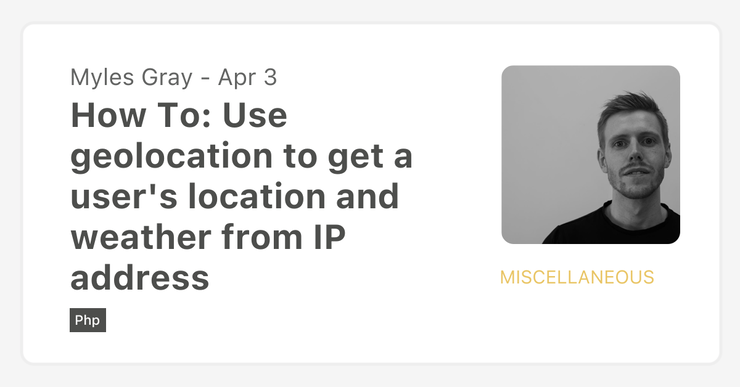 Myles Gray - Apr 3
How To: Use
geolocation to get a
user's location and
weather from IP
address
MISCELLANEOUS
Php